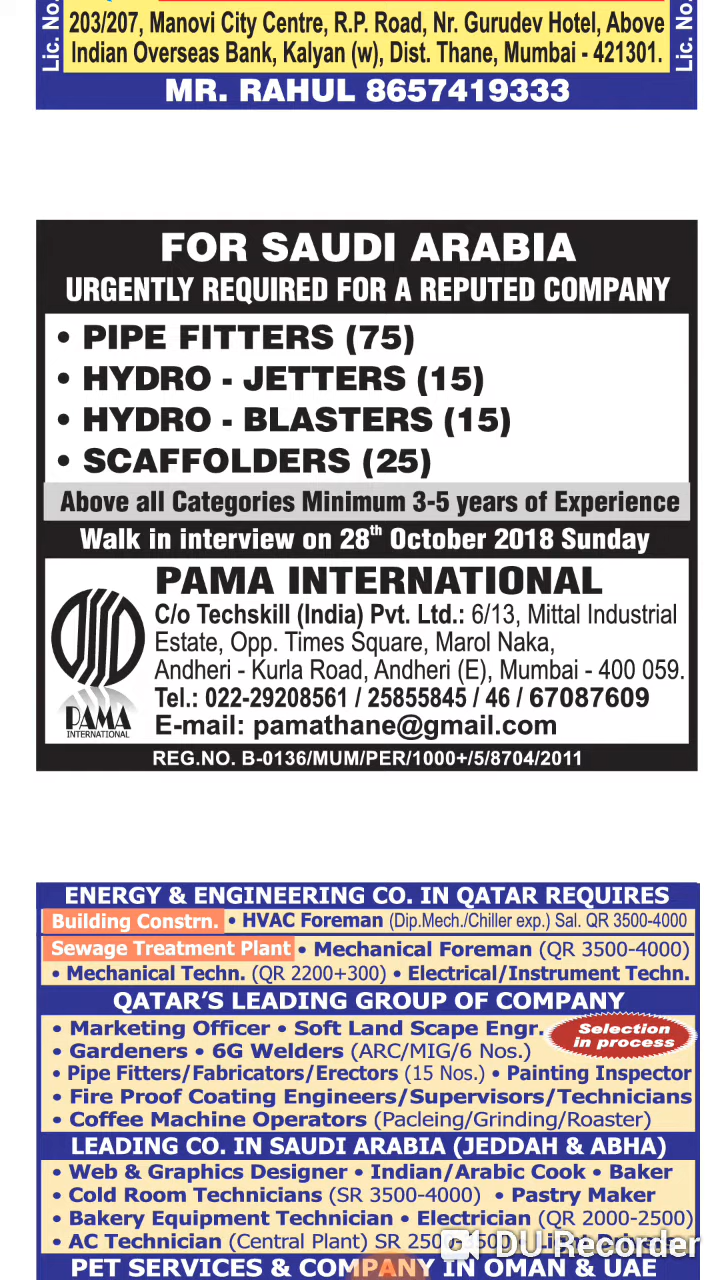 Lic. No.
203/207, Manovi City Centre, R.P. Road, Nr. Gurudev Hotel, Above
Indian Overseas Bank, Kalyan (w), Dist. Thane, Mumbai - 421301.
Lic. No.
MR. RAHUL 8657419333
FOR SAUDI ARABIA
URGENTLY REQUIRED FOR A REPUTED COMPANY
• PIPE FITTERS (75)
• HYDRO - JETTERS (15)
• HYDRO - BLASTERS (15)
• SCAFFOLDERS (25)
Above all Categories Minimum 3-5 years of Experience
Walk in interview on 28th October 2018 Sunday
PAMA INTERNATIONAL
C/o Techskill (India) Pvt. Ltd.: 6/13, Mittal Industrial
Estate, Opp. Times Square, Marol Naka,
Andheri - Kurla Road, Andheri (E), Mumbai - 400 059.
Tel.: 022-29208561 / 25855845 / 46 / 67087609
E-mail: pamathane@gmail.com
PAMA
INTERNATIONAL
REG.NO. B-0136/MUM/PER/1000+/5/8704/2011
ENERGY & ENGINEERING CO. IN QATAR REQUIRES
Building Constrn. • HVAC Foreman (Dip.Mech./Chiller exp.) Sal. QR 3500-4000
Sewage Treatment Plant • Mechanical Foreman (QR 3500-4000)
• Mechanical Techn. (QR 2200+300) • Electrical/Instrument Techn.
QATAR'S LEADING GROUP OF COMPANY
• Marketing Officer • Soft Land Scape Engr.
Selection
in process
• Gardeners • 6G Welders (ARC/MIG/6 Nos.)
• Pipe Fitters/Fabricators/Erectors (15 Nos.) • Painting Inspector
• Fire Proof Coating Engineers/Supervisors/Technicians
• Coffee Machine Operators (Pacleing/Grinding/Roaster)
LEADING CO. IN SAUDI ARABIA (JEDDAH & ABHA)
• Web & Graphics Designer • Indian/Arabic Cook • Baker
• Cold Room Technicians (SR 3500-4000) • Pastry Maker
• Bakery Equipment Technician • Electrician (QR 2000-2500)
• AC Technician (Central Plant) SR 2500
DU Recorder
PET SERVICES & COMPANY IN OMAN & UAE